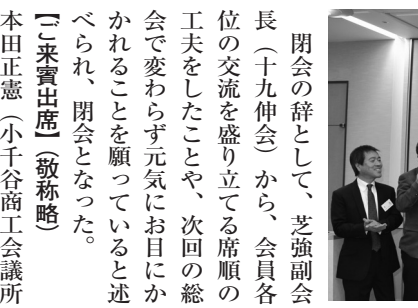 閉会の辞として、芝強副会
長（十九伸会）から、会員各
位の交流を盛り立てる席順の
工夫をしたことや、次回の総
会で変わらず元気にお目にか
かれることを願っていると述
べられ、閉会となった。
【ご来賓出席】（敬称略）
本田正憲（小千谷商工会議所